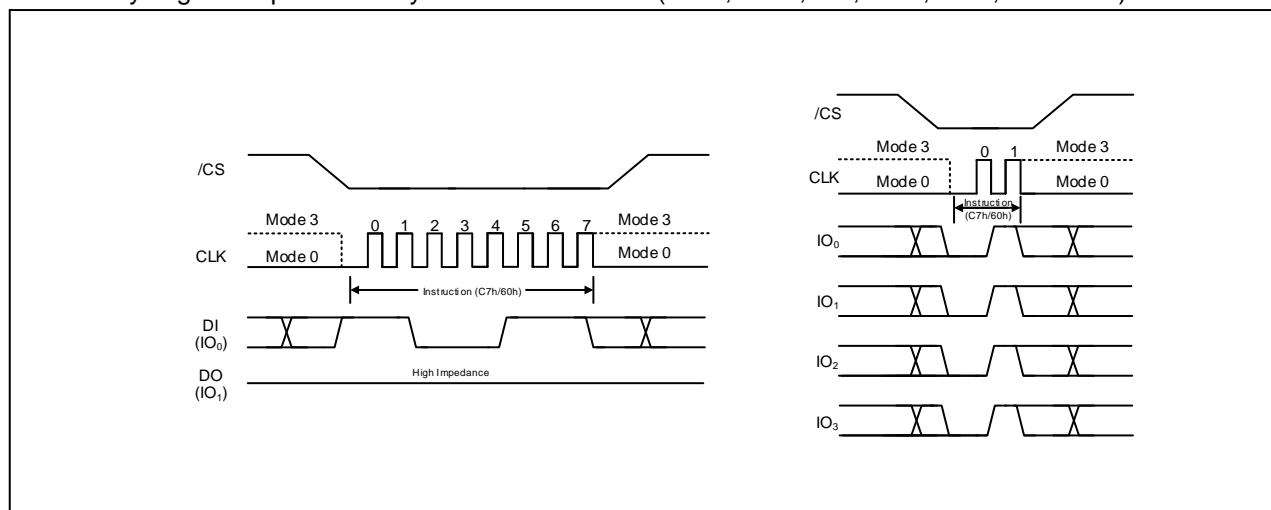 /CS
Mode 3
0 1 2 3 4 5 6 7
Mode 3
CLK
Mode 0
Mode 0
Instruction (C7h/60h)
DI
(IO0)
DO
(IO1)
High Impedance
/CS
Mode 3
0 1
Mode 3
CLK
Mode 0
Mode 0
Instruction
(C7h/60h)
IO0
IO1
IO2
IO3